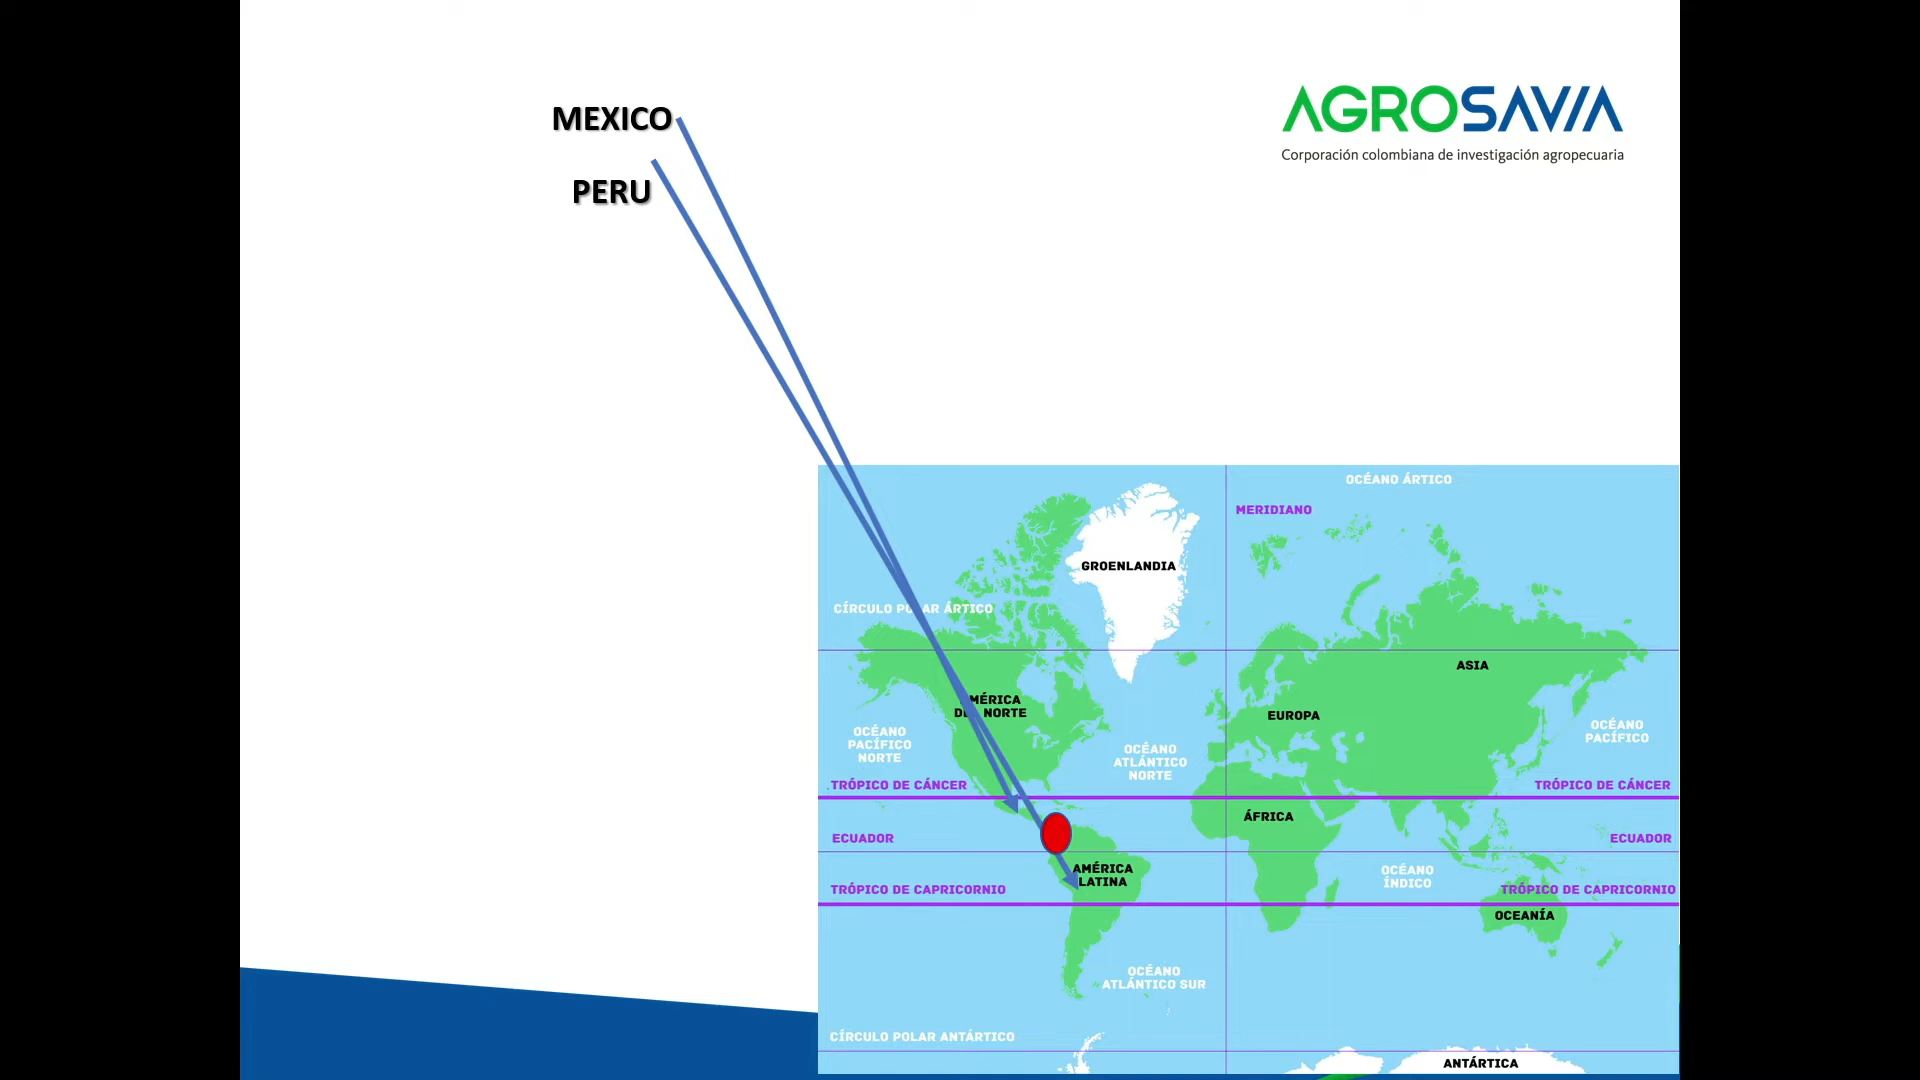 MEXICO
PERU
AGROSAVIA
Corporación colombiana de investigación agropecuaria
OCÉANO ÁRTICO
MERIDIANO
GROENLANDIA
CÍRCULO POLAR ÁRTICO
ASIA
AMÉRICA
DEL NORTE
EUROPA
OCÉANO
PACÍFICO
NORTE
OCÉANO
ATLÁNTICO
NORTE
OCÉANO
PACÍFICO
TRÓPICO DE CÁNCER
TRÓPICO DE CÁNCER
ÁFRICA
ECUADOR
ECUADOR
AMÉRICA
LATINA
OCÉANO
ÍNDICO
TRÓPICO DE CAPRICORNIO
TRÓPICO DE CAPRICORNIO
OCEANÍA
OCÉANO
ATLÁNTICO SUR
CÍRCULO POLAR ANTÁRTICO
ANTÁRTICA